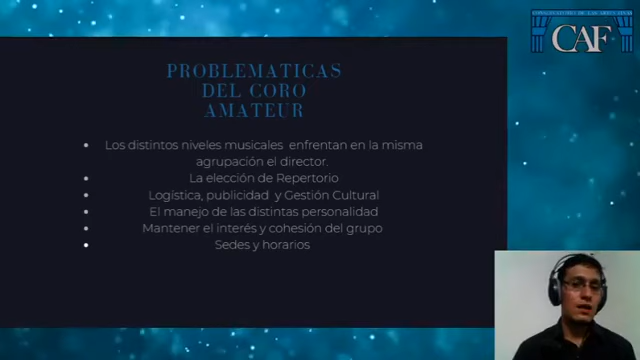 CAF
PROBLEMATICAS
DEL CORO
AMATEUR
Los distintos niveles musicales enfrentan en la misma
agrupación el director.
La elección de Repertorio
Logística, publicidad y Gestión Cultural
El manejo de las distintas personalidad
Mantener el interés y cohesión del grupo
Sedes y horarios